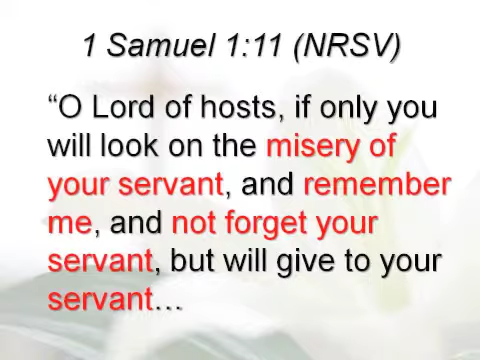 1 Samuel 1:11 (NRSV)
“O Lord of hosts, if only you
will look on the misery of
your servant, and remember
me, and not forget your
servant, but will give to your
servant…